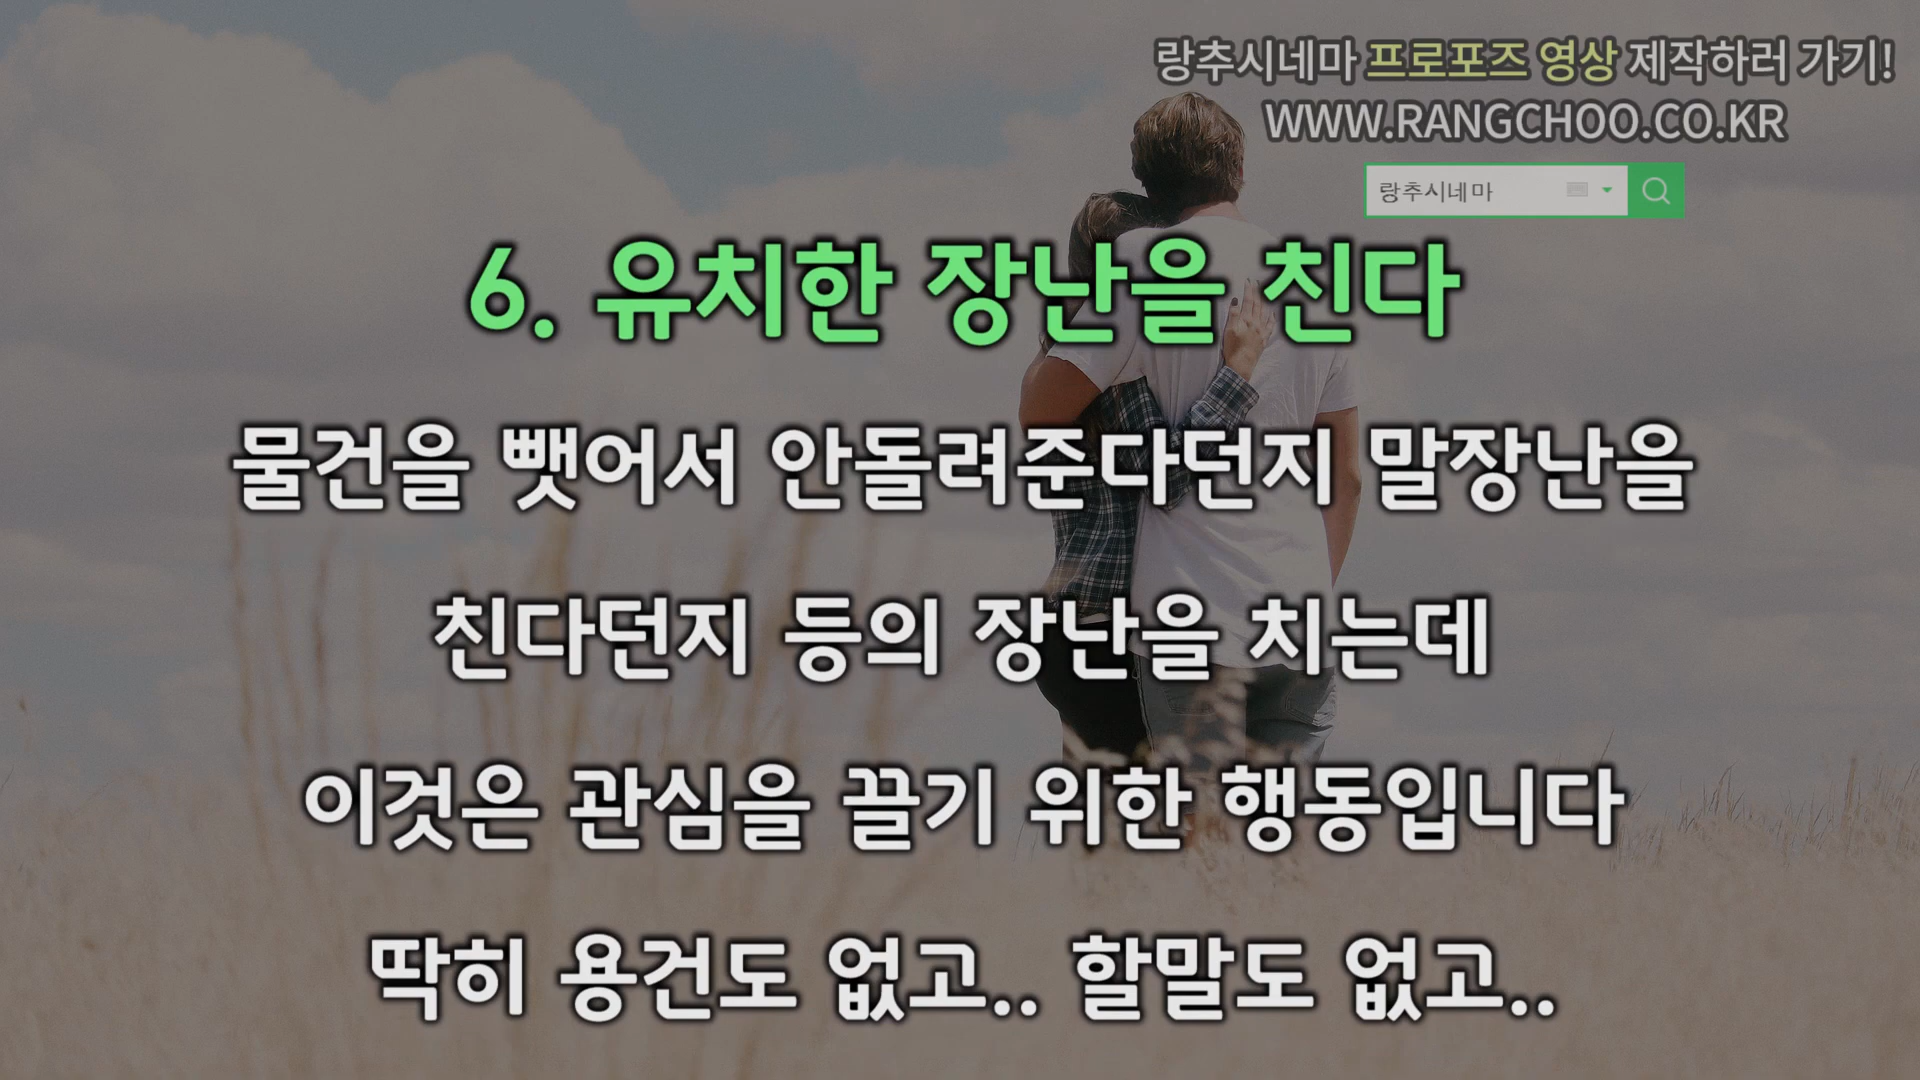 랑추시네마 프로포즈 영상 제작하러 가기!
WWW.RANGCHOO.CO.KR
랑추시네마
6. 유치한 장난을 친다
물건을 뺏어서 안돌려준다던지 말장난을
친다던지 등의 장난을 치는데
이것은 관심을 끌기 위한 행동입니다
딱히 용건도 없고.. 할말도 없고..